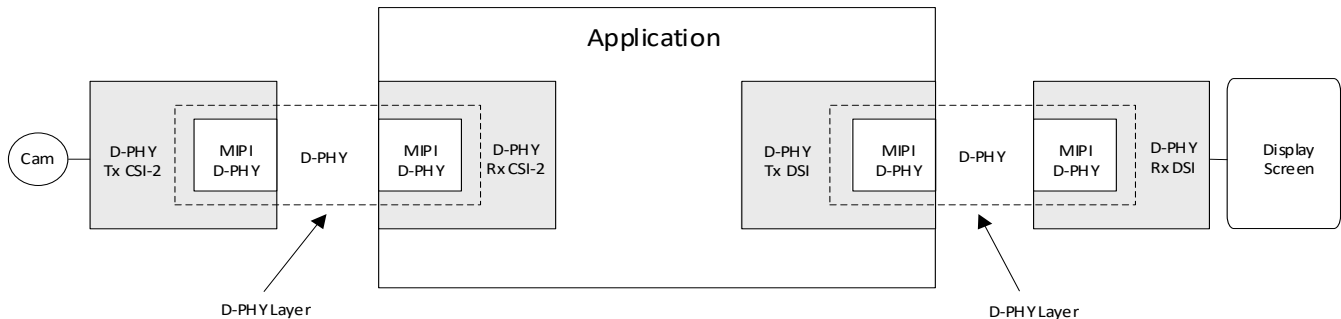 Application
Cam
D-PHY
Tx CSI-2
MIPI
D-PHY
D-PHY
MIPI
D-PHY
D-PHY
Rx CSI-2
D-PHY
Tx DSI
MIPI
D-PHY
D-PHY
MIPI
D-PHY
D-PHY
Rx DSI
Display
Screen
D-PHY Layer
D-PHY Layer